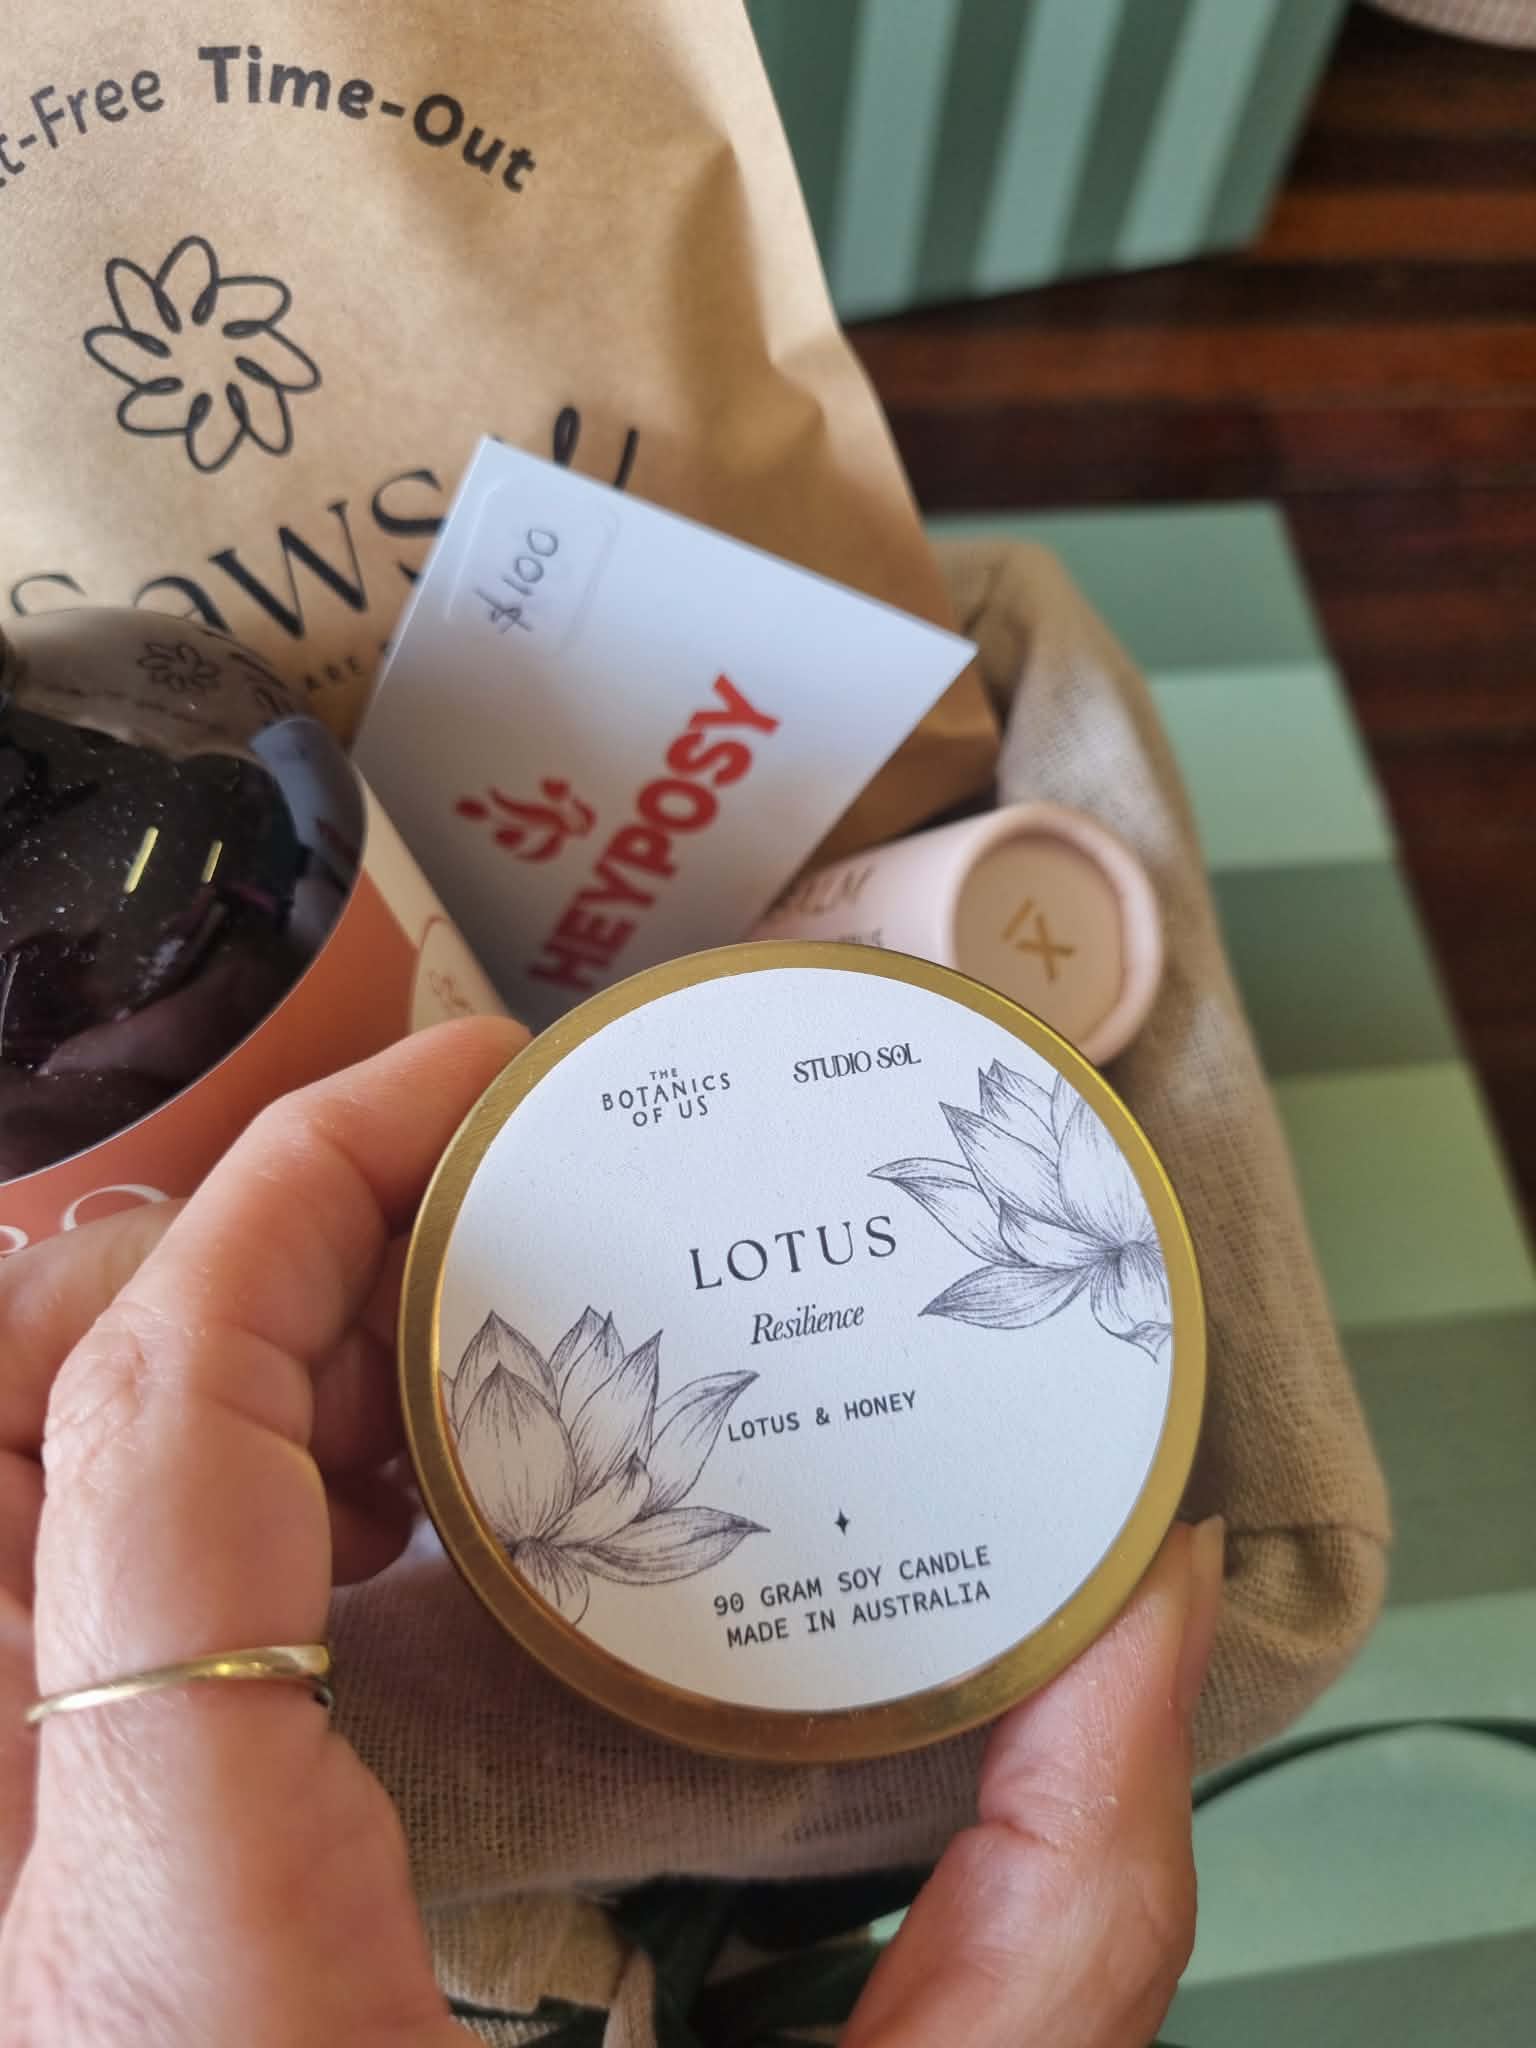 -Free Time-Out
$100
HEYPOSY
THE
BOTANICS
OF US
STUDIO SOL
LOTUS
Resilience
LOTUS & HONEY
90 GRAM SOY CANDLE
MADE IN AUSTRALIA